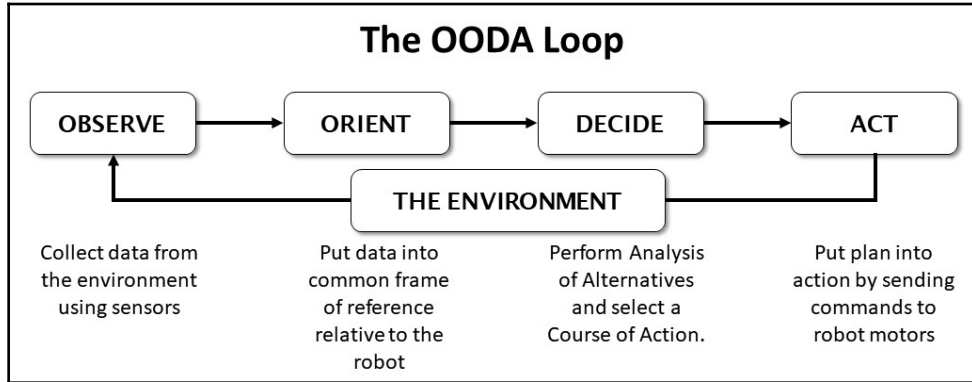 The OODA Loop
OBSERVE
ORIENT
DECIDE
ACT
THE ENVIRONMENT
Collect data from
the environment
using sensors
Put data into
common frame
of reference
relative to the
robot
Perform Analysis
of Alternatives
and select a
Course of Action.
Put plan into
action by sending
commands to
robot motors